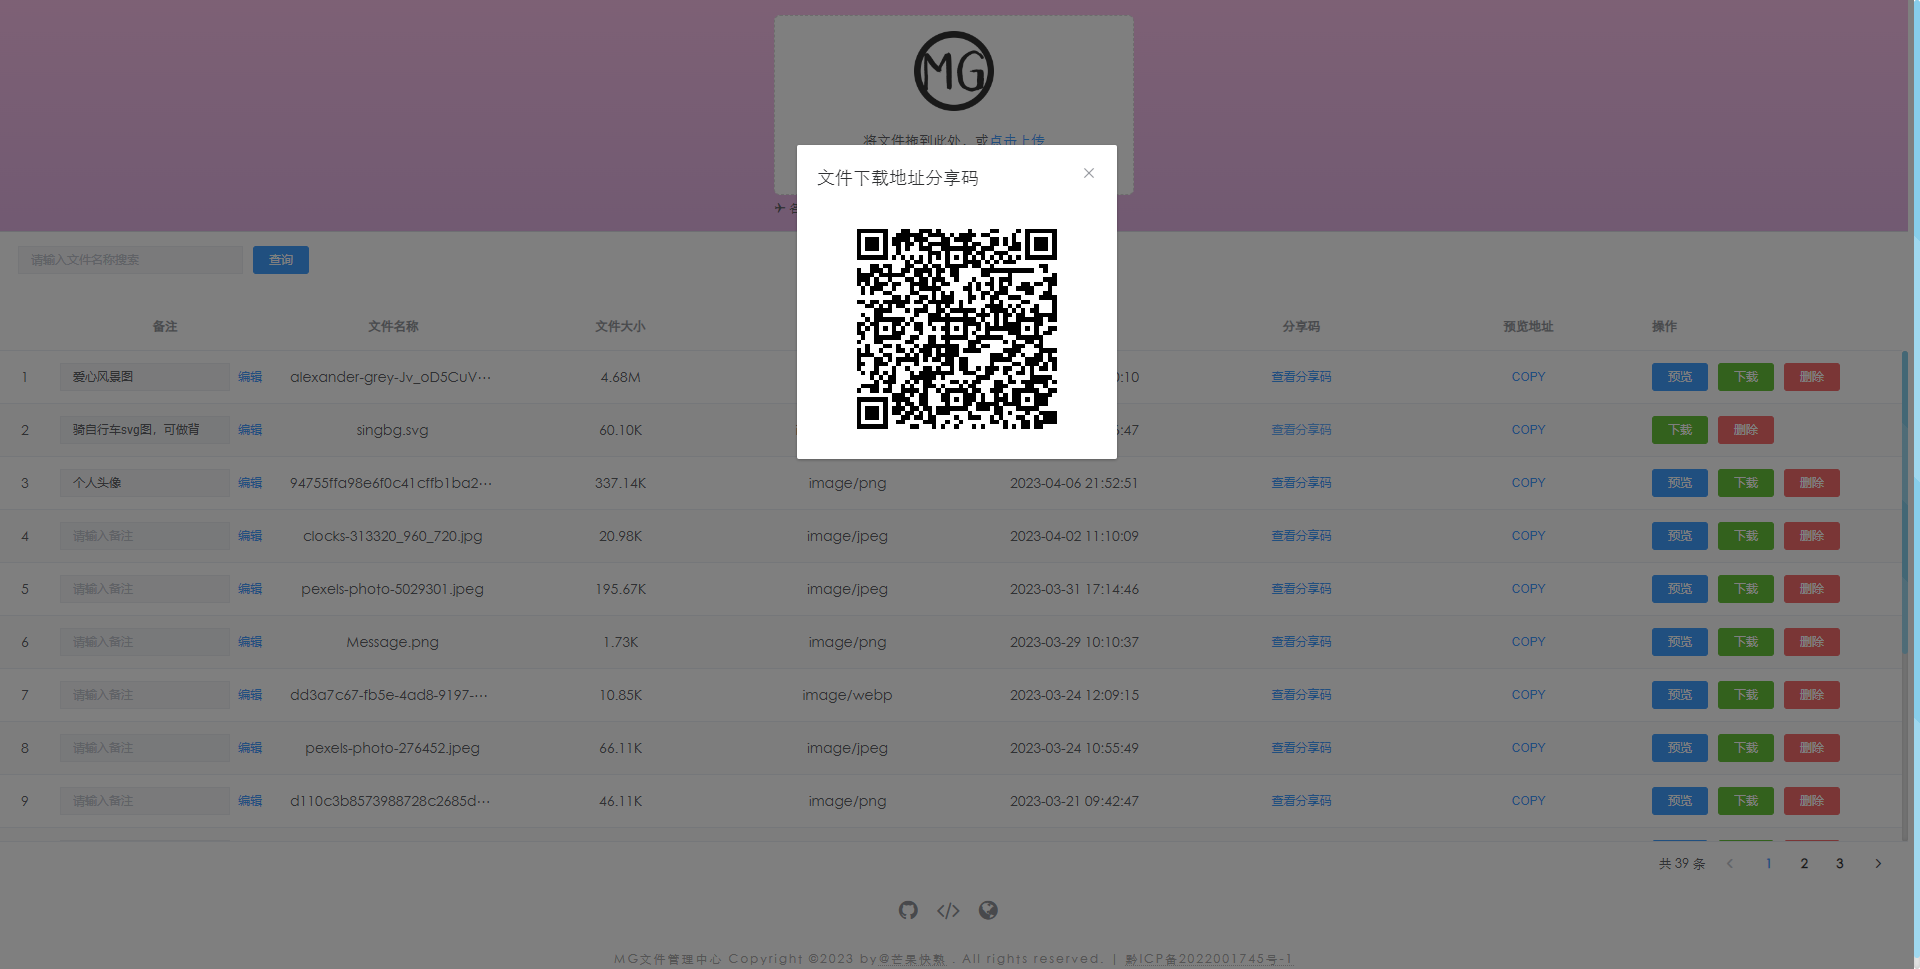 MG
将文件拖到此处，或点击上传
文件下载地址分享码
请输入文件名称搜索 查询
备注 文件名称 文件大小 分享码 预览地址 操作
1 爱心风景图 编辑 alexander-grey-Jv_oD5CuV··· 4.68M :10 查看分享码 COPY 预览 下载 删除
2 骑自行车svg图，可做背 编辑 singbg.svg 60.10K :47 查看分享码 COPY 下载 删除
3 个人头像 编辑 94755ffa98e6f0c41cffb1ba2··· 337.14K image/png 2023-04-06 21:52:51 查看分享码 COPY 预览 下载 删除
4 请输入备注 编辑 clocks-313320_960_720.jpg 20.98K image/jpeg 2023-04-02 11:10:09 查看分享码 COPY 预览 下载 删除
5 请输入备注 编辑 pexels-photo-5029301.jpeg 195.67K image/jpeg 2023-03-31 17:14:46 查看分享码 COPY 预览 下载 删除
6 请输入备注 编辑 Message.png 1.73K image/png 2023-03-29 10:10:37 查看分享码 COPY 预览 下载 删除
7 请输入备注 编辑 dd3a7c67-fb5e-4ad8-9197-··· 10.85K image/webp 2023-03-24 12:09:15 查看分享码 COPY 预览 下载 删除
8 请输入备注 编辑 pexels-photo-276452.jpeg 66.11K image/jpeg 2023-03-24 10:55:49 查看分享码 COPY 预览 下载 删除
9 请输入备注 编辑 d110c3b8573988728c2685d··· 46.11K image/png 2023-03-21 09:42:47 查看分享码 COPY 预览 下载 删除
共 39 条 1 2 3
MG文件管理中心 Copyright ©2023 by@芒果快熟 . All rights reserved. | 黔ICP备2022001745号-1